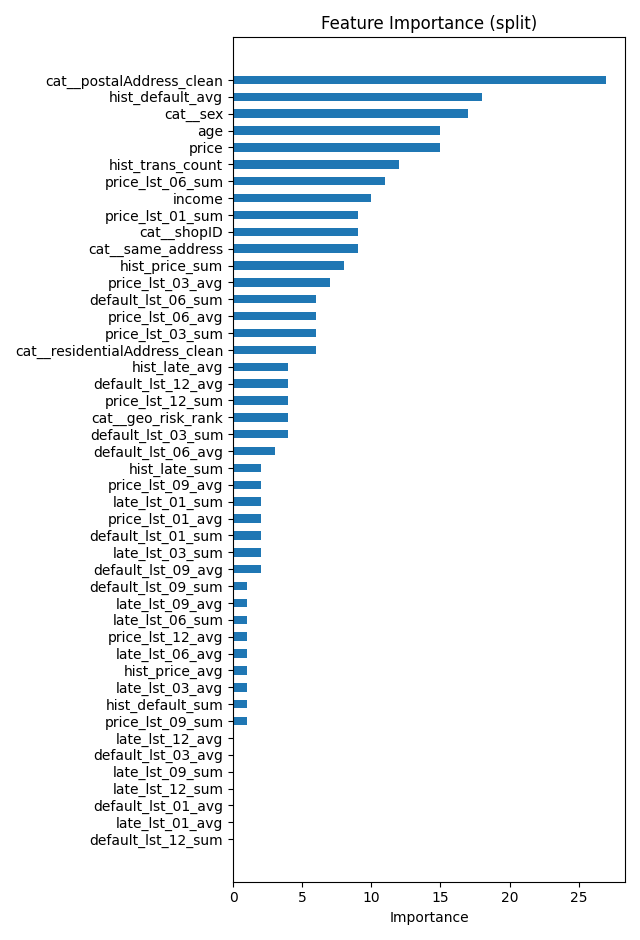 Feature Importance (split)
cat__postalAddress_clean
hist_default_avg
cat__sex
age
price
hist_trans_count
price_lst_06_sum
income
price_lst_01_sum
cat__shopID
cat__same_address
hist_price_sum
price_lst_03_avg
default_lst_06_sum
price_lst_06_avg
price_lst_03_sum
cat__residentialAddress_clean
hist_late_avg
default_lst_12_avg
price_lst_12_sum
cat__geo_risk_rank
default_lst_03_sum
default_lst_06_avg
hist_late_sum
price_lst_09_avg
late_lst_01_sum
price_lst_01_avg
default_lst_01_sum
late_lst_03_sum
default_lst_09_avg
default_lst_09_sum
late_lst_09_avg
late_lst_06_sum
price_lst_12_avg
late_lst_06_avg
hist_price_avg
late_lst_03_avg
hist_default_sum
price_lst_09_sum
late_lst_12_avg
default_lst_03_avg
late_lst_09_sum
late_lst_12_sum
default_lst_01_avg
late_lst_01_avg
default_lst_12_sum
0 5 10 15 20 25
Importance